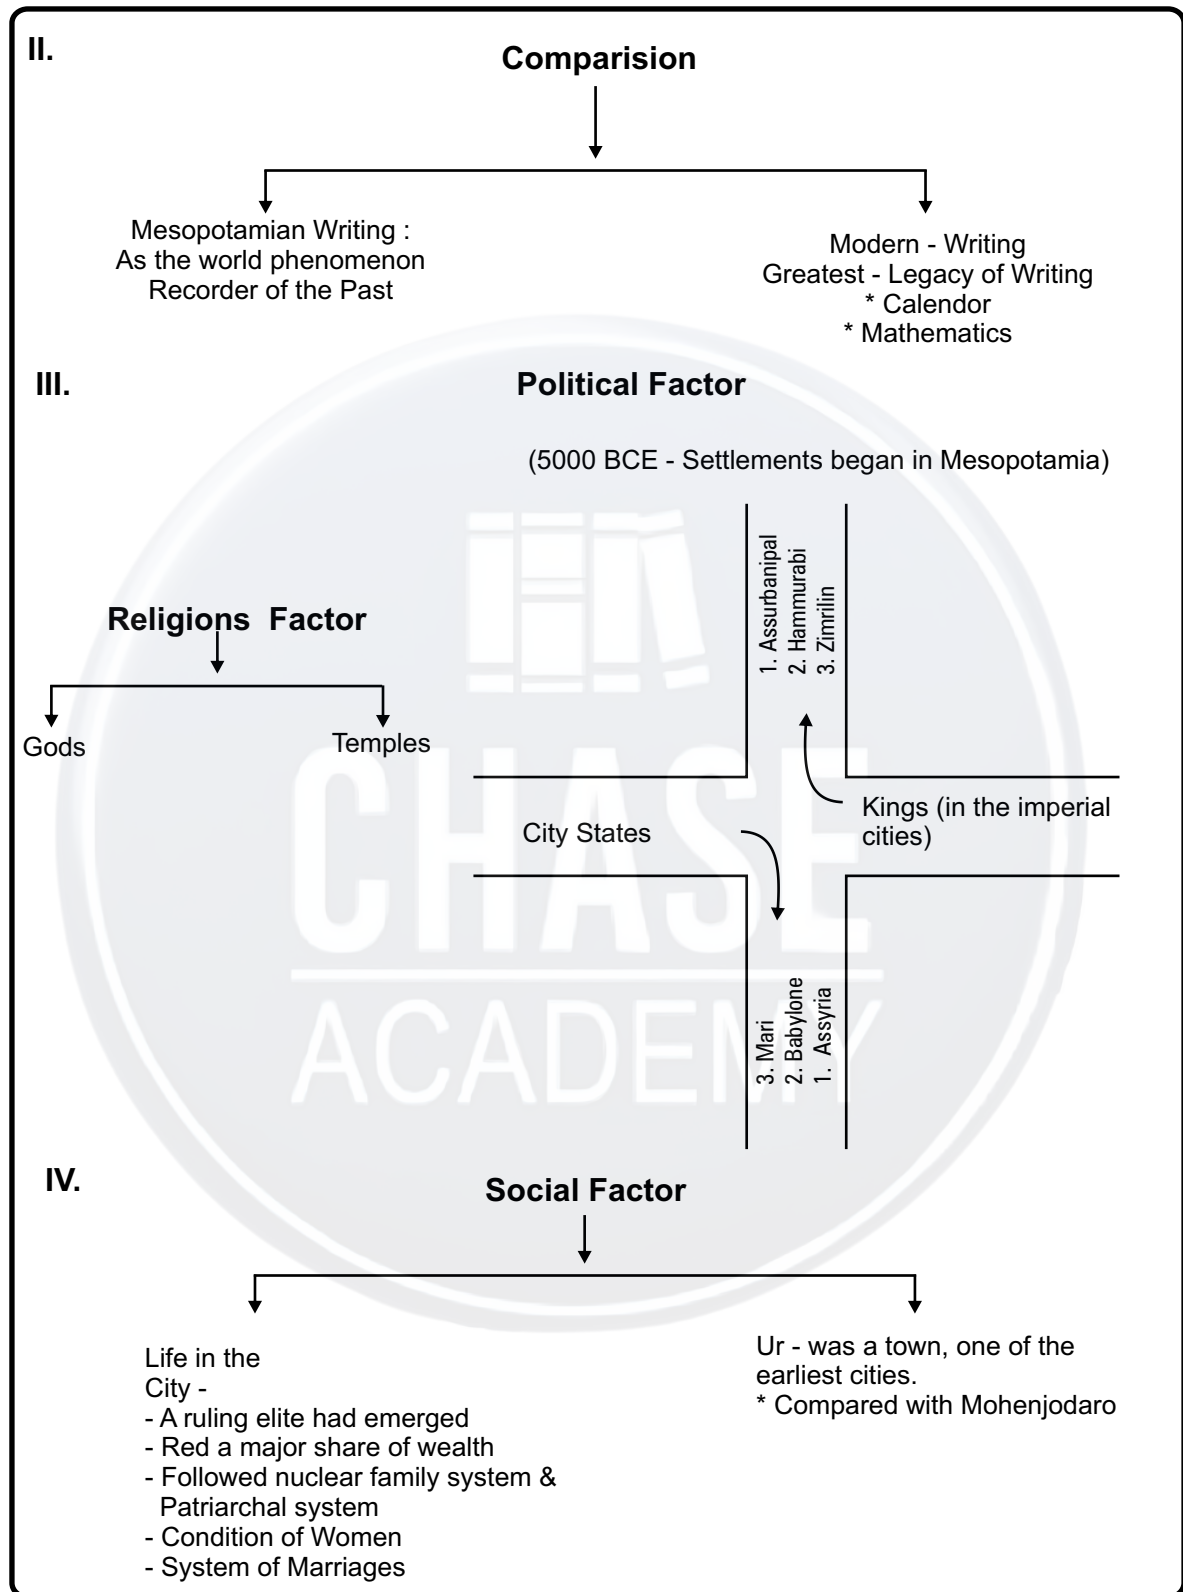 II.
Comparision
Mesopotamian Writing :
As the world phenomenon
Recorder of the Past
Modern - Writing
Greatest - Legacy of Writing
* Calendor
* Mathematics
III.
Political Factor
(5000 BCE - Settlements began in Mesopotamia)
1. Assurbanipal
2. Hammurabi
3. Zimrilin
Religions Factor
Gods
Temples
City States
Kings (in the imperial
cities)
3. Mari
2. Babylone
1. Assyria
CHASE
ACADEMY
IV.
Social Factor
Life in the
City -
- A ruling elite had emerged
- Red a major share of wealth
- Followed nuclear family system &
Patriarchal system
- Condition of Women
- System of Marriages
Ur - was a town, one of the
earliest cities.
* Compared with Mohenjodaro